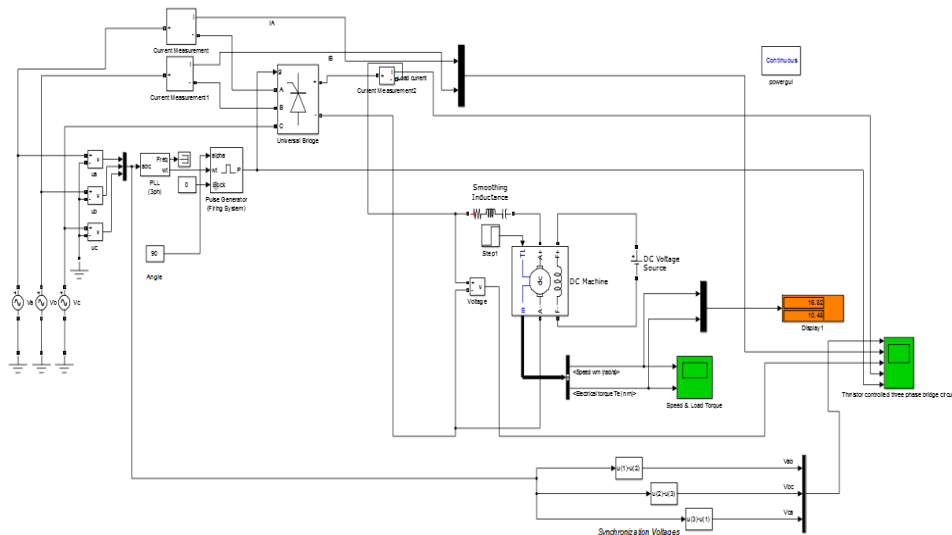 IA
Current Measurement
IB
Current Measurement1
Load current
Current Measurement2
Continuous
powergui
g
A
B
C
Universal Bridge
ua
ub
uc
abc
Freq
wt
PLL
(3ph)
alpha
wt
Block
P
Pulse Generator
(Firing System)
0
90
Angle
Smoothing
Inductance
Step1
TL
A+
F+
dc
m
A-
F-
DC Machine
DC Voltage
Source
Voltage
Va
Vb
Vc
16.82
10.48
Display1
<Speed wm (rad/s)>
<Electrical torque Te (n m)>
Speed & Load Torque
Thyristor controlled three phase bridge circu
u(1)-u(2)
Vab
u(2)-u(3)
Vbc
u(3)-u(1)
Vca
Synchronization Voltages